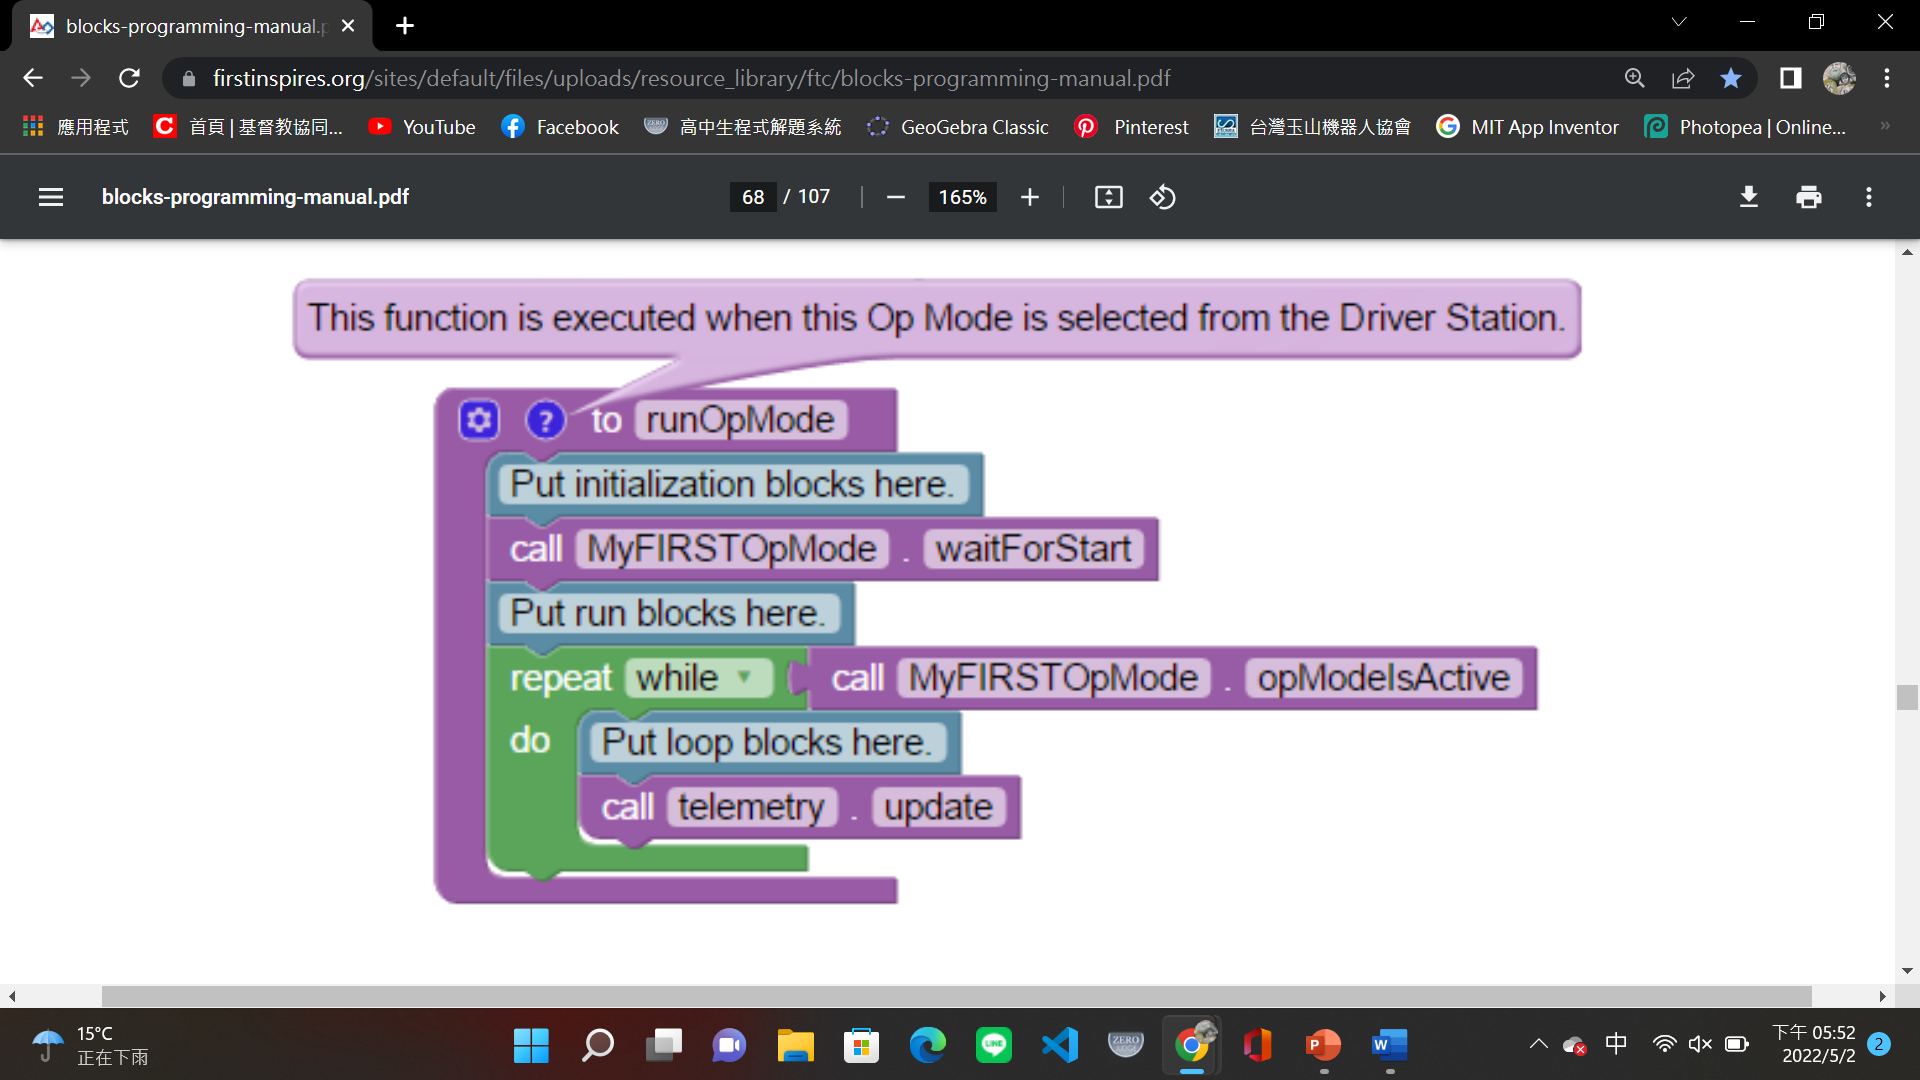 blocks-programming-manual.p
firstinspires.org/sites/default/files/uploads/resource_library/ftc/blocks-programming-manual.pdf
應用程式 首頁 | 基督教協同... YouTube Facebook 高中生程式解題系統 GeoGebra Classic Pinterest 台灣玉山機器人協會 MIT App Inventor Photopea | Online... »
blocks-programming-manual.pdf 68 / 107 165%
This function is executed when this Op Mode is selected from the Driver Station.
to runOpMode
Put initialization blocks here.
call MyFIRSTOpMode . waitForStart
Put run blocks here.
repeat while call MyFIRSTOpMode . opModeIsActive
do Put loop blocks here.
call telemetry . update
15°C
正在下雨
中
下午 05:52
2022/5/2
2